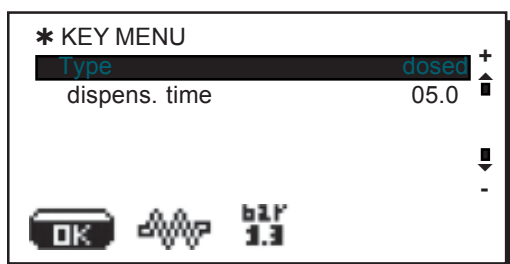 * KEY MENU
Type dosed
dispens. time 05.0
+
-
OK
bar
1.3